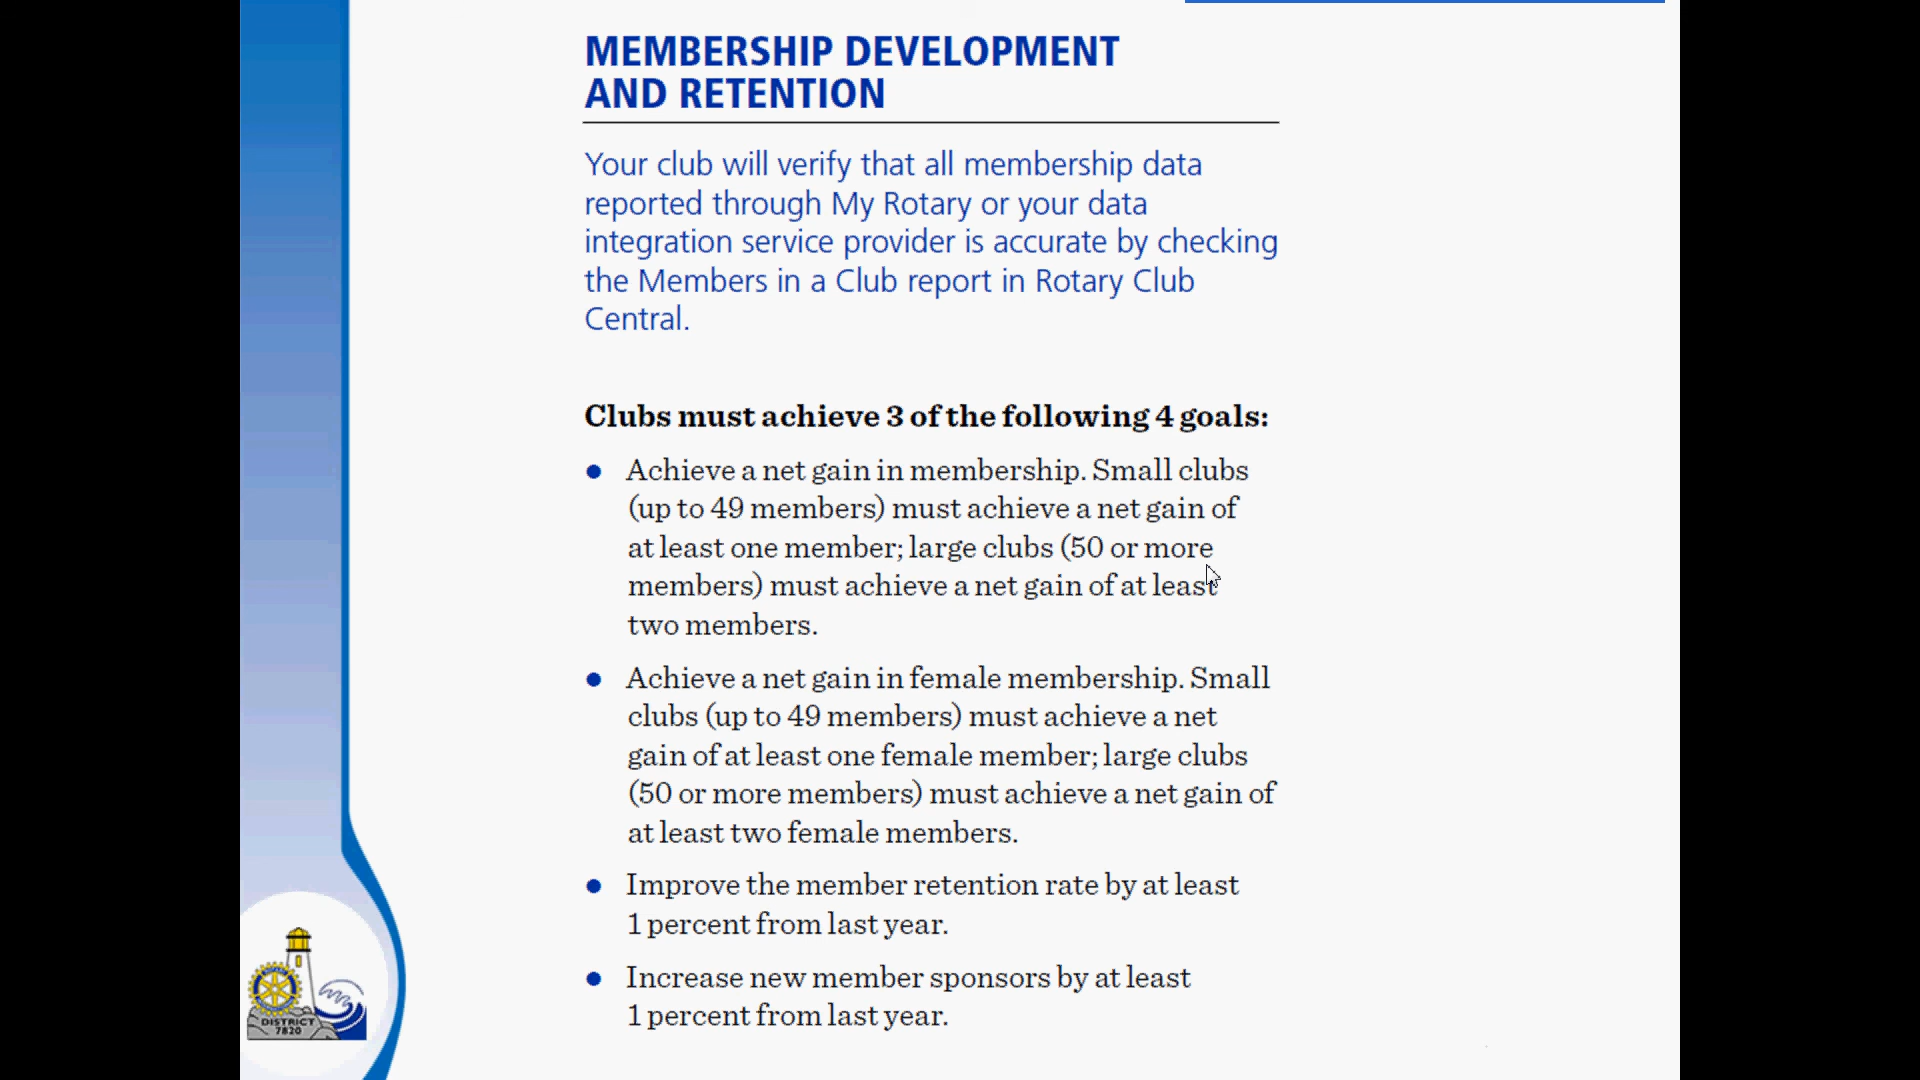 MEMBERSHIP DEVELOPMENT
AND RETENTION
Your club will verify that all membership data
reported through My Rotary or your data
integration service provider is accurate by checking
the Members in a Club report in Rotary Club
Central.
Clubs must achieve 3 of the following 4 goals:
● Achieve a net gain in membership. Small clubs
(up to 49 members) must achieve a net gain of
at least one member; large clubs (50 or more
members) must achieve a net gain of at least
two members.
● Achieve a net gain in female membership. Small
clubs (up to 49 members) must achieve a net
gain of at least one female member; large clubs
(50 or more members) must achieve a net gain of
at least two female members.
● Improve the member retention rate by at least
1 percent from last year.
● Increase new member sponsors by at least
1 percent from last year.
DISTRICT
7820